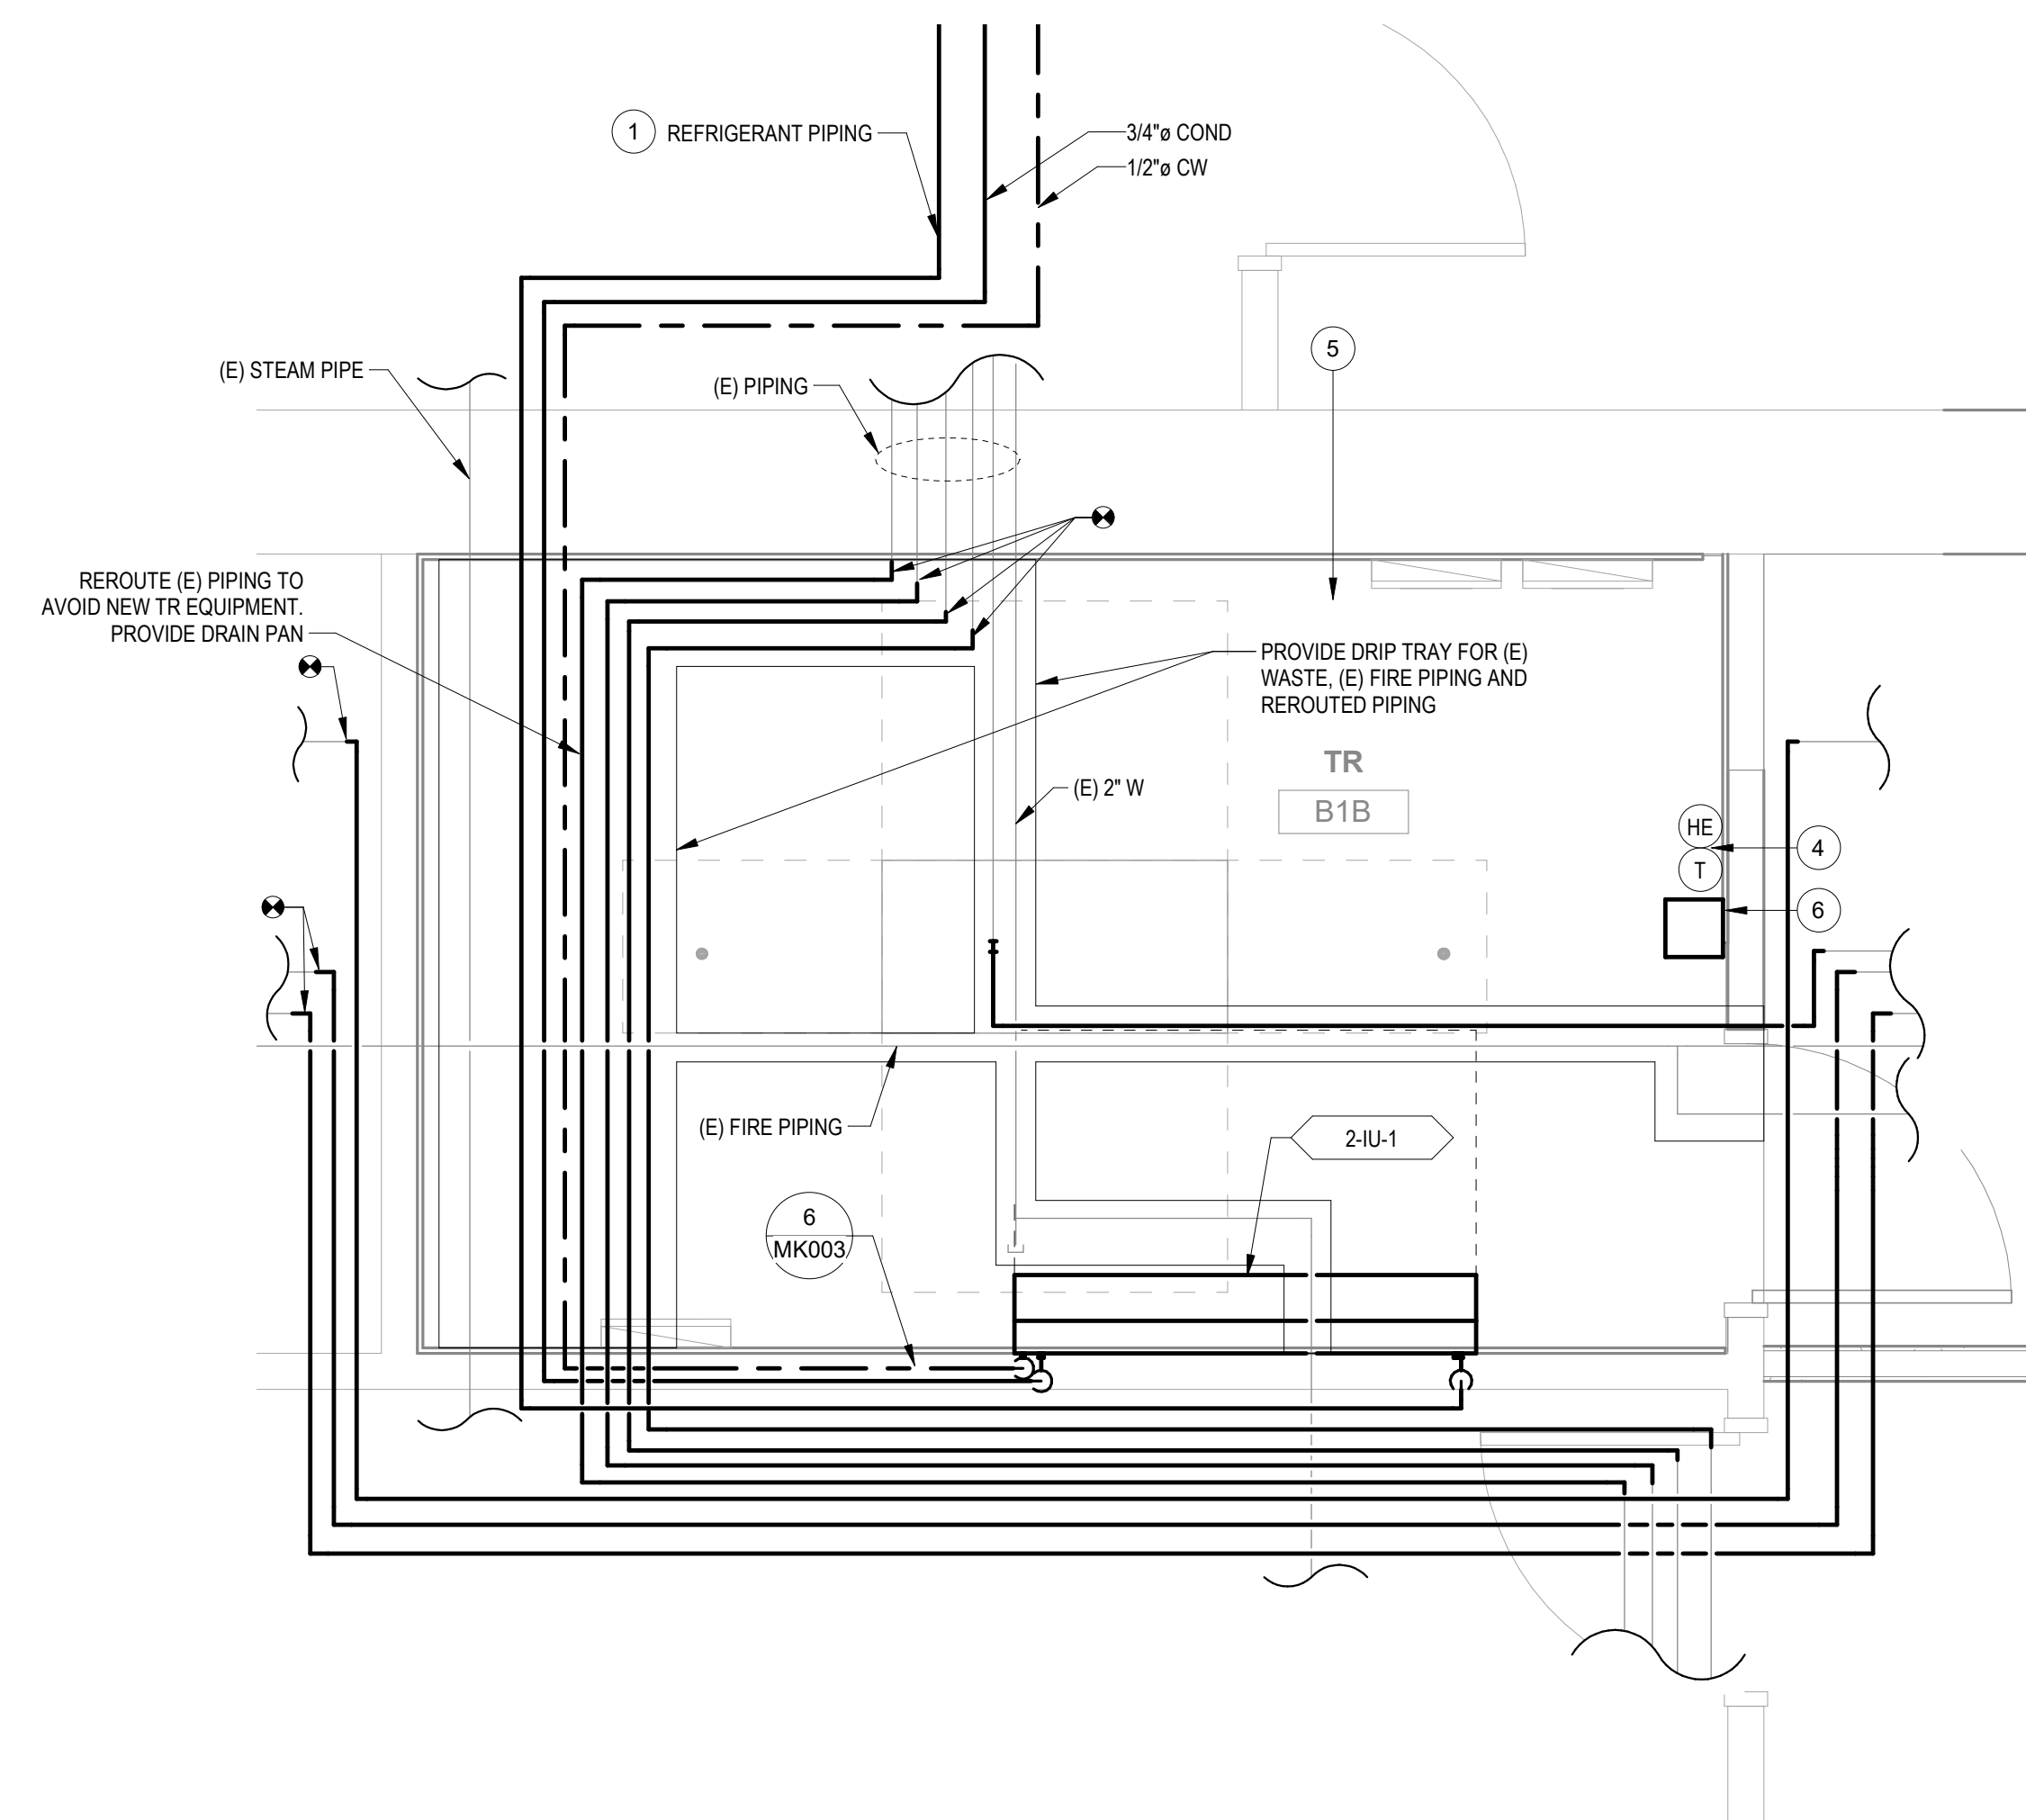 1 REFRIGERANT PIPING
3/4"ø COND
1/2"ø CW
5
(E) STEAM PIPE
(E) PIPING
REROUTE (E) PIPING TO
AVOID NEW TR EQUIPMENT.
PROVIDE DRAIN PAN
PROVIDE DRIP TRAY FOR (E)
WASTE, (E) FIRE PIPING AND
REROUTED PIPING
TR
B1B
(E) 2" W
HE
4
T
6
(E) FIRE PIPING
2-IU-1
6
MK003